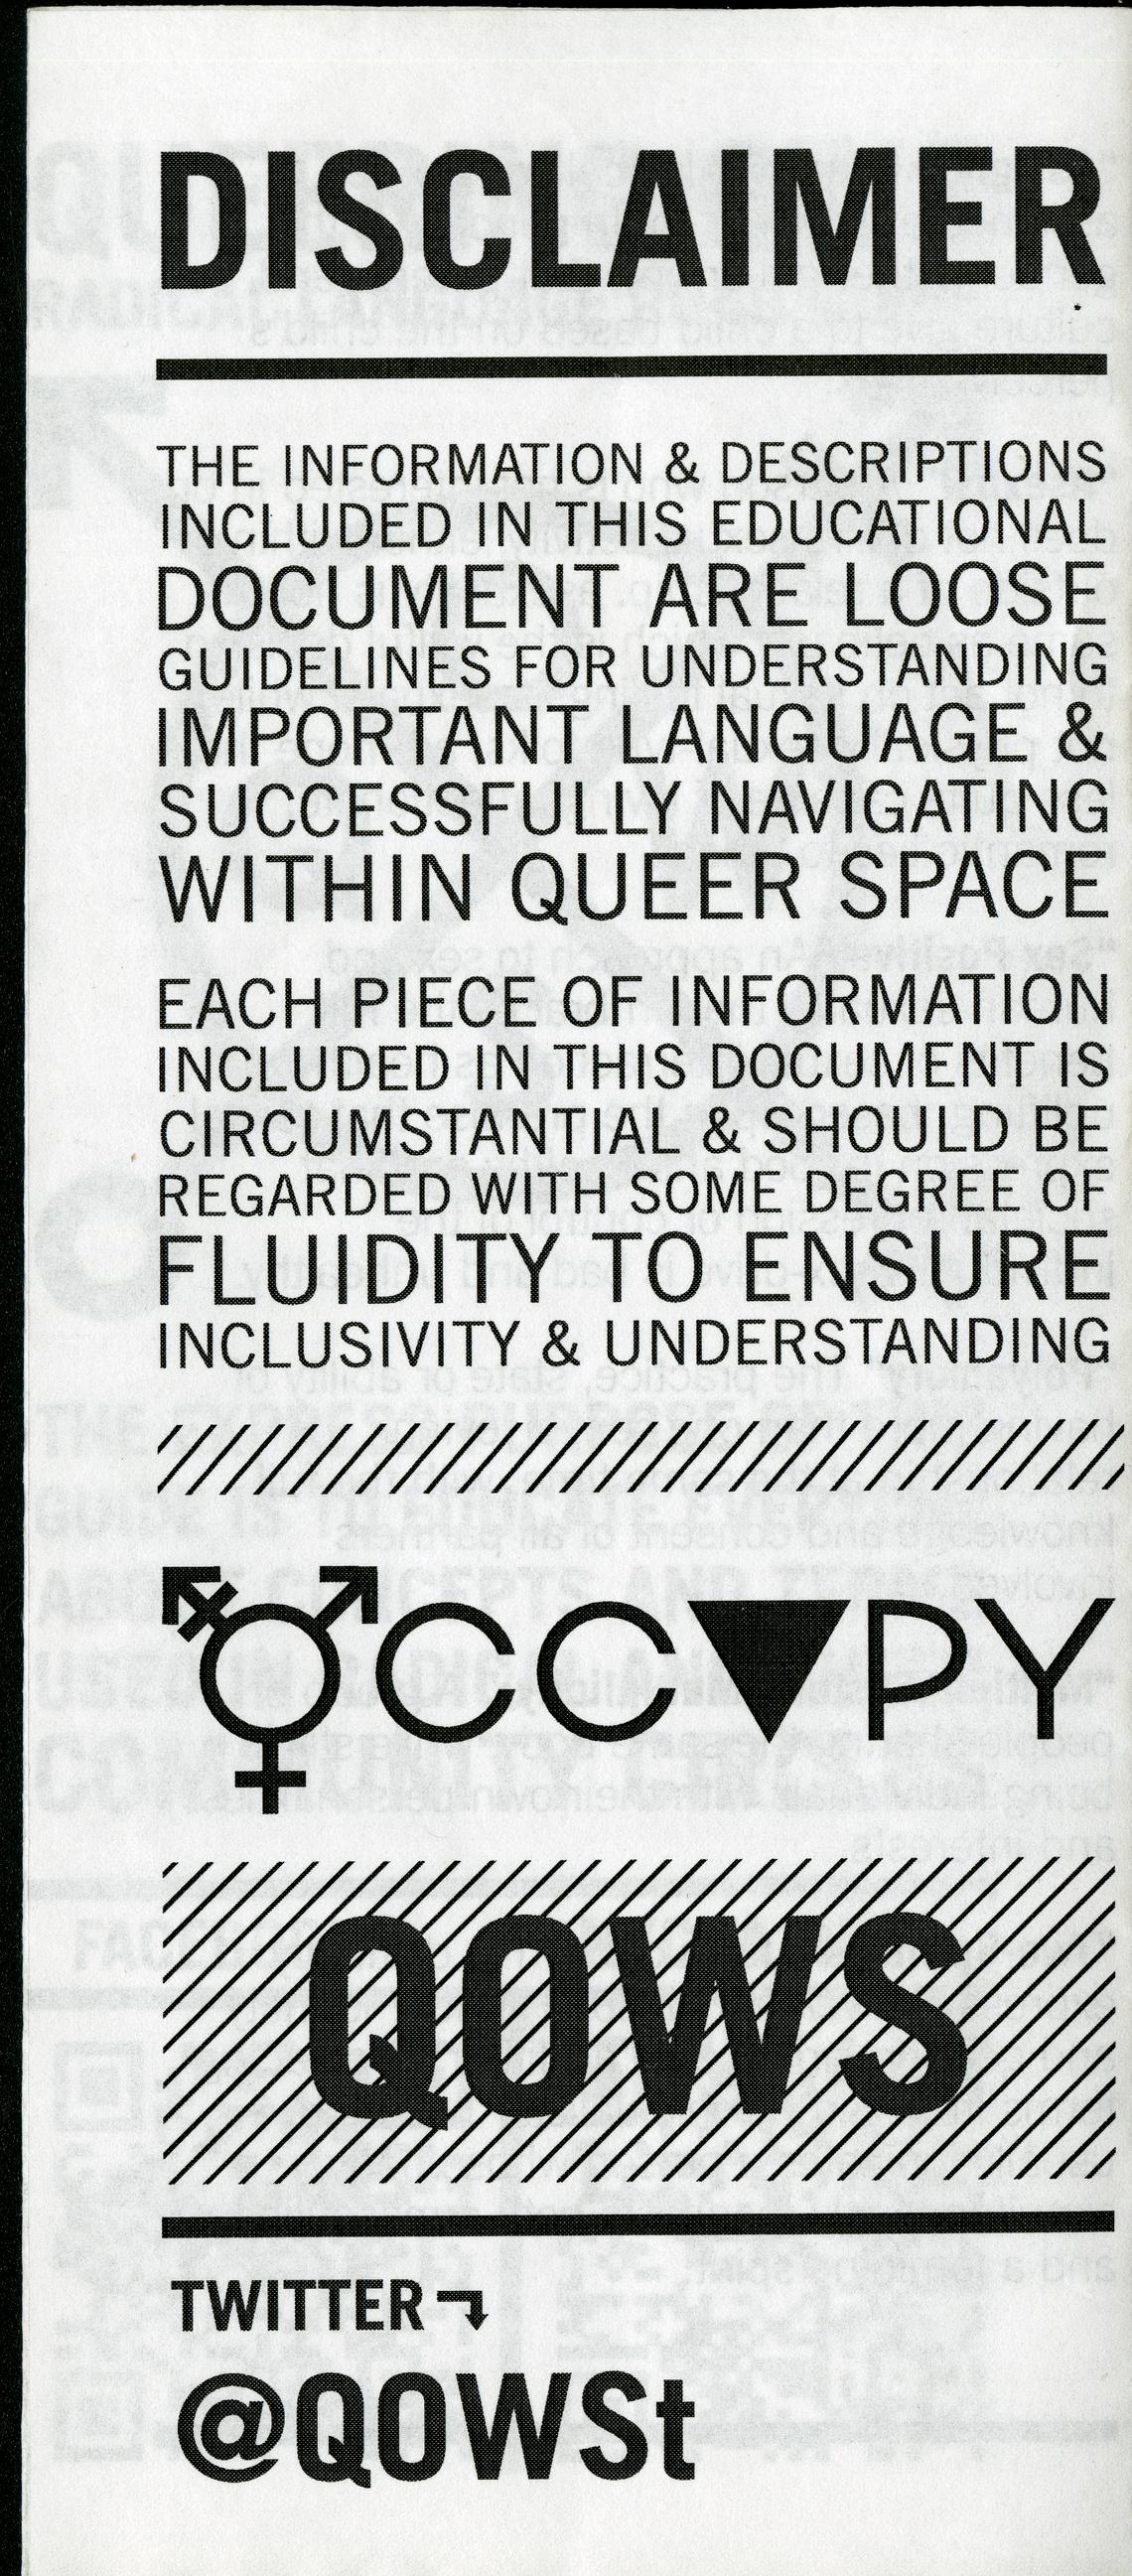 DISCLAIMER
THE INFORMATION & DESCRIPTIONS
INCLUDED IN THIS EDUCATIONAL
DOCUMENT ARE LOOSE
GUIDELINES FOR UNDERSTANDING
IMPORTANT LANGUAGE &
SUCCESSFULLY NAVIGATING
WITHIN QUEER SPACE
EACH PIECE OF INFORMATION
INCLUDED IN THIS DOCUMENT IS
CIRCUMSTANTIAL & SHOULD BE
REGARDED WITH SOME DEGREE OF
FLUIDITY TO ENSURE
INCLUSIVITY & UNDERSTANDING
⚧CC▼PY
QOWS
TWITTER
@QOWSt